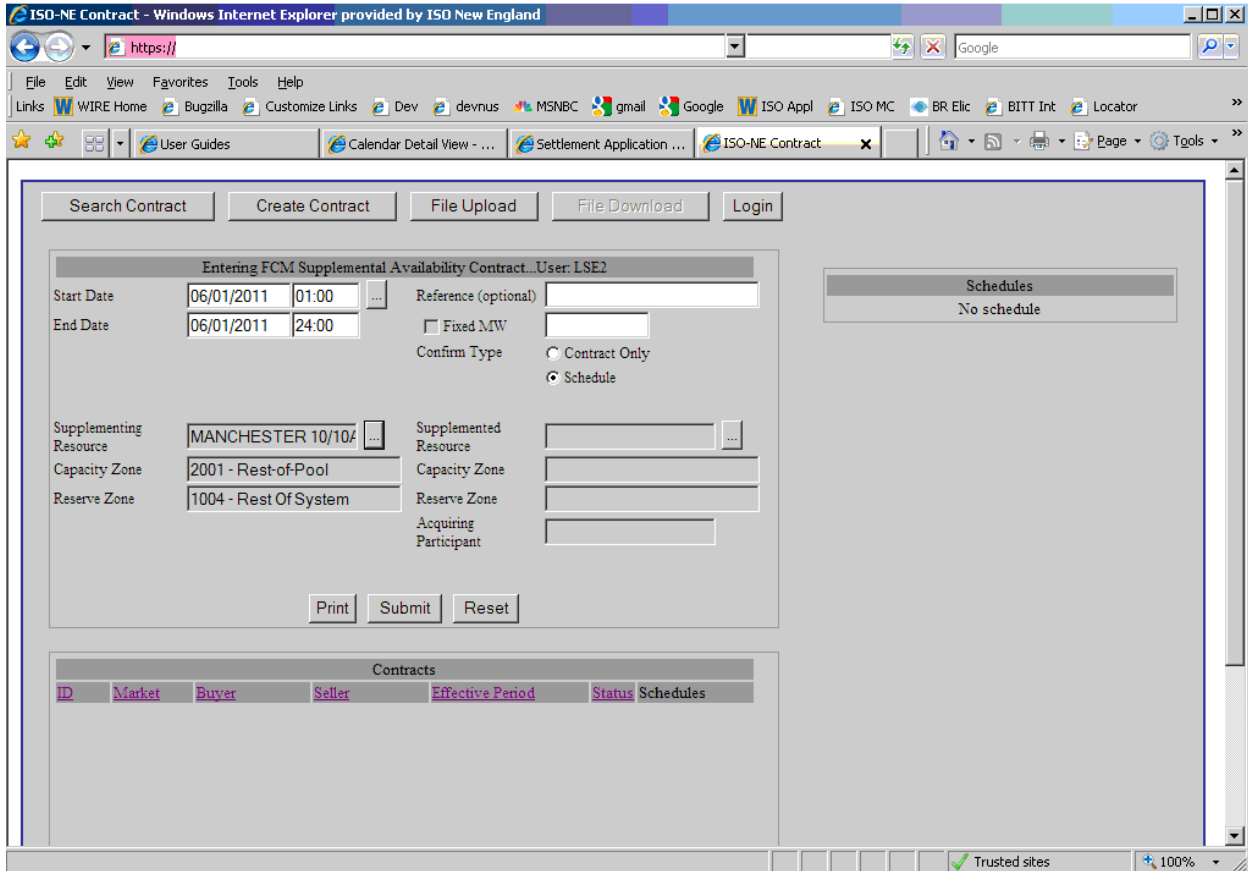 ISO-NE Contract - Windows Internet Explorer provided by ISO New England
https://
Google
File Edit View Favorites Tools Help
Links WIRE Home Bugzilla Customize Links Dev devnus MSNBC gmail Google ISO Appl ISO MC BR Elic BITT Int Locator »
User Guides Calendar Detail View - ... Settlement Application ... ISO-NE Contract x Page Tools »
Search Contract Create Contract File Upload File Download Login
Entering FCM Supplemental Availability Contract...User: LSE2
Start Date 06/01/2011 01:00 ... Reference (optional)
End Date 06/01/2011 24:00 Fixed MW
Confirm Type Contract Only
Schedule
Supplementing
Resource
MANCHESTER 10/10A ...
Supplemented
Resource
...
Capacity Zone 2001 - Rest-of-Pool Capacity Zone
Reserve Zone 1004 - Rest Of System Reserve Zone
Acquiring
Participant
Print Submit Reset
Schedules
No schedule
Contracts
ID Market Buyer Seller Effective Period Status Schedules
Trusted sites 100%